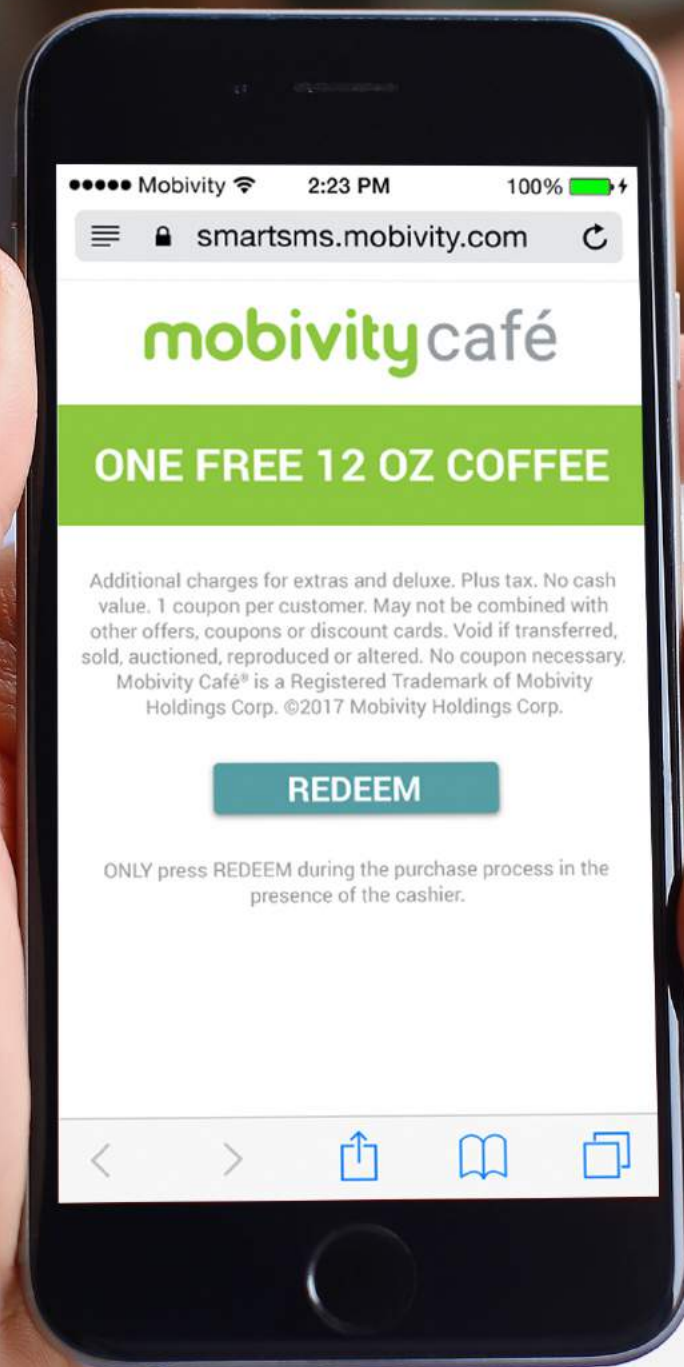 Mobivity 2:23 PM 100%
smartsms.mobivity.com
mobivity café
ONE FREE 12 OZ COFFEE
Additional charges for extras and deluxe. Plus tax. No cash
value. 1 coupon per customer. May not be combined with
other offers, coupons or discount cards. Void if transferred,
sold, auctioned, reproduced or altered. No coupon necessary.
Mobivity Café® is a Registered Trademark of Mobivity
Holdings Corp. ©2017 Mobivity Holdings Corp.
REDEEM
ONLY press REDEEM during the purchase process in the
presence of the cashier.